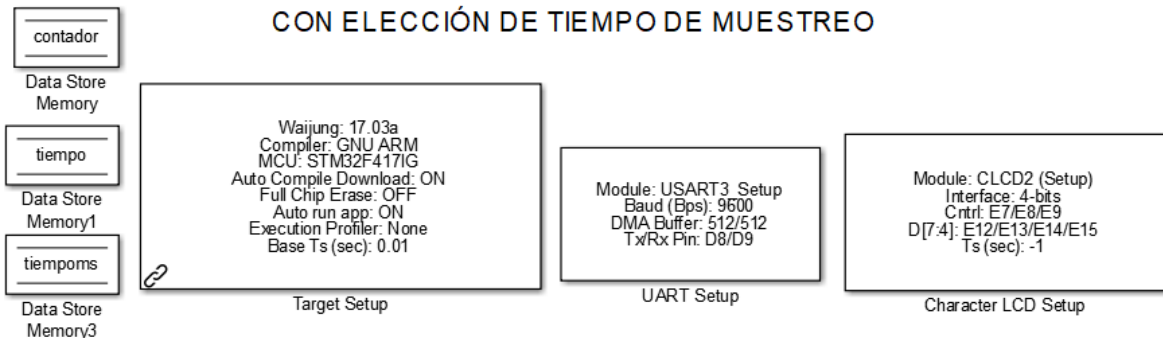 CON ELECCIÓN DE TIEMPO DE MUESTREO
contador
Data Store
Memory
tiempo
Data Store
Memory1
tiempoms
Data Store
Memory3
Waijung: 17.03a
Compiler: GNU ARM
MCU: STM32F417IG
Auto Compile Download: ON
Full Chip Erase: OFF
Auto run app: ON
Execution Profiler: None
Base Ts (sec): 0.01
Target Setup
Module: USART3_Setup
Baud (Bps): 9600
DMA Buffer: 512/512
Tx/Rx Pin: D8/D9
UART Setup
Module: CLCD2 (Setup)
Interface: 4-bits
Cntrl: E7/E8/E9
D[7:4]: E12/E13/E14/E15
Ts (sec): -1
Character LCD Setup